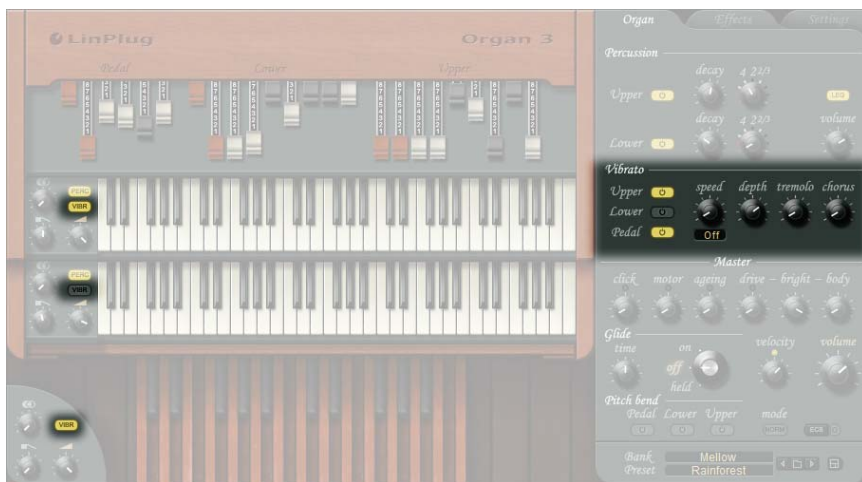 LinPlug
Organ 3
Pedal
Lower
Upper
PERC
VIBR
PERC
VIBR
VIBR
Organ
Effects
Settings
Percussion
decay
4 2 2/3
Upper
LEG
decay
4 2 2/3
volume
Lower
Vibrato
Upper
speed depth tremolo chorus
Lower
Pedal
Off
Master
click motor ageing drive – bright – body
Glide
time
on
off
held
velocity
volume
Pitch bend
Pedal Lower Upper
mode
NORM
Bank
Mellow
Preset
Rainforest